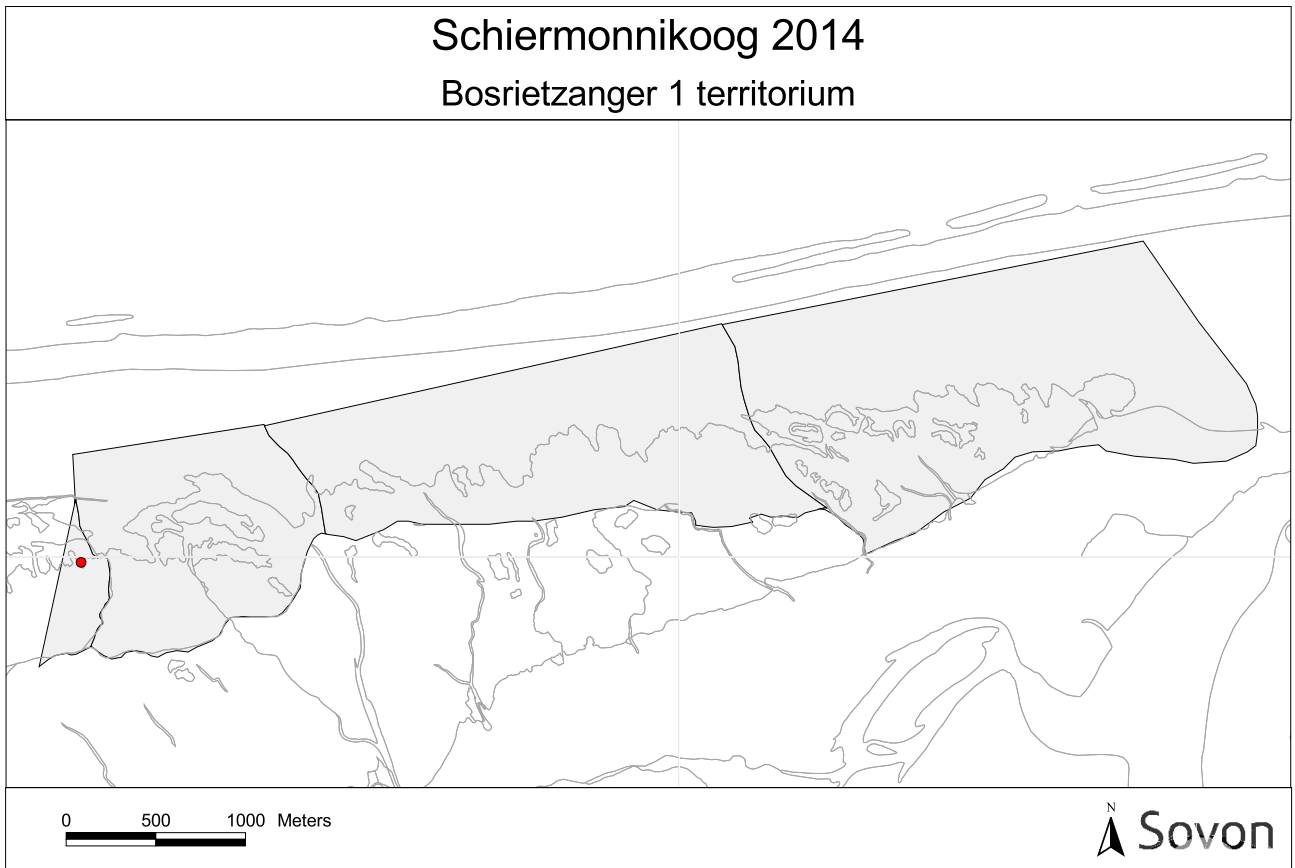 Schiermonnikoog 2014
Bosrietzanger 1 territorium
0 500 1000 Meters
N
Sovon